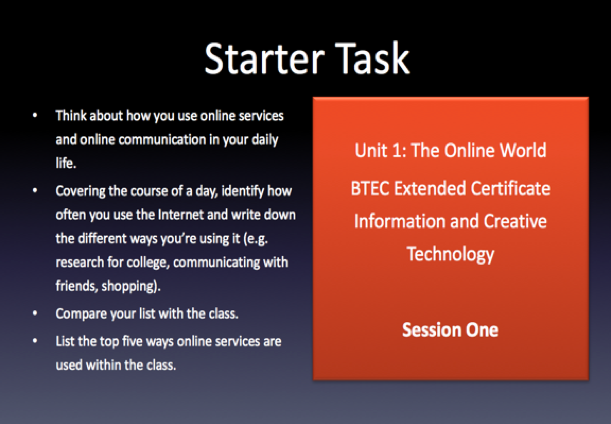 Starter Task
• Think about how you use online services
and online communication in your daily
life.
• Covering the course of a day, identify how
often you use the Internet and write down
the different ways you're using it (e.g.
research for college, communicating with
friends, shopping).
• Compare your list with the class.
• List the top five ways online services are
used within the class.
Unit 1: The Online World
BTEC Extended Certificate
Information and Creative
Technology
Session One